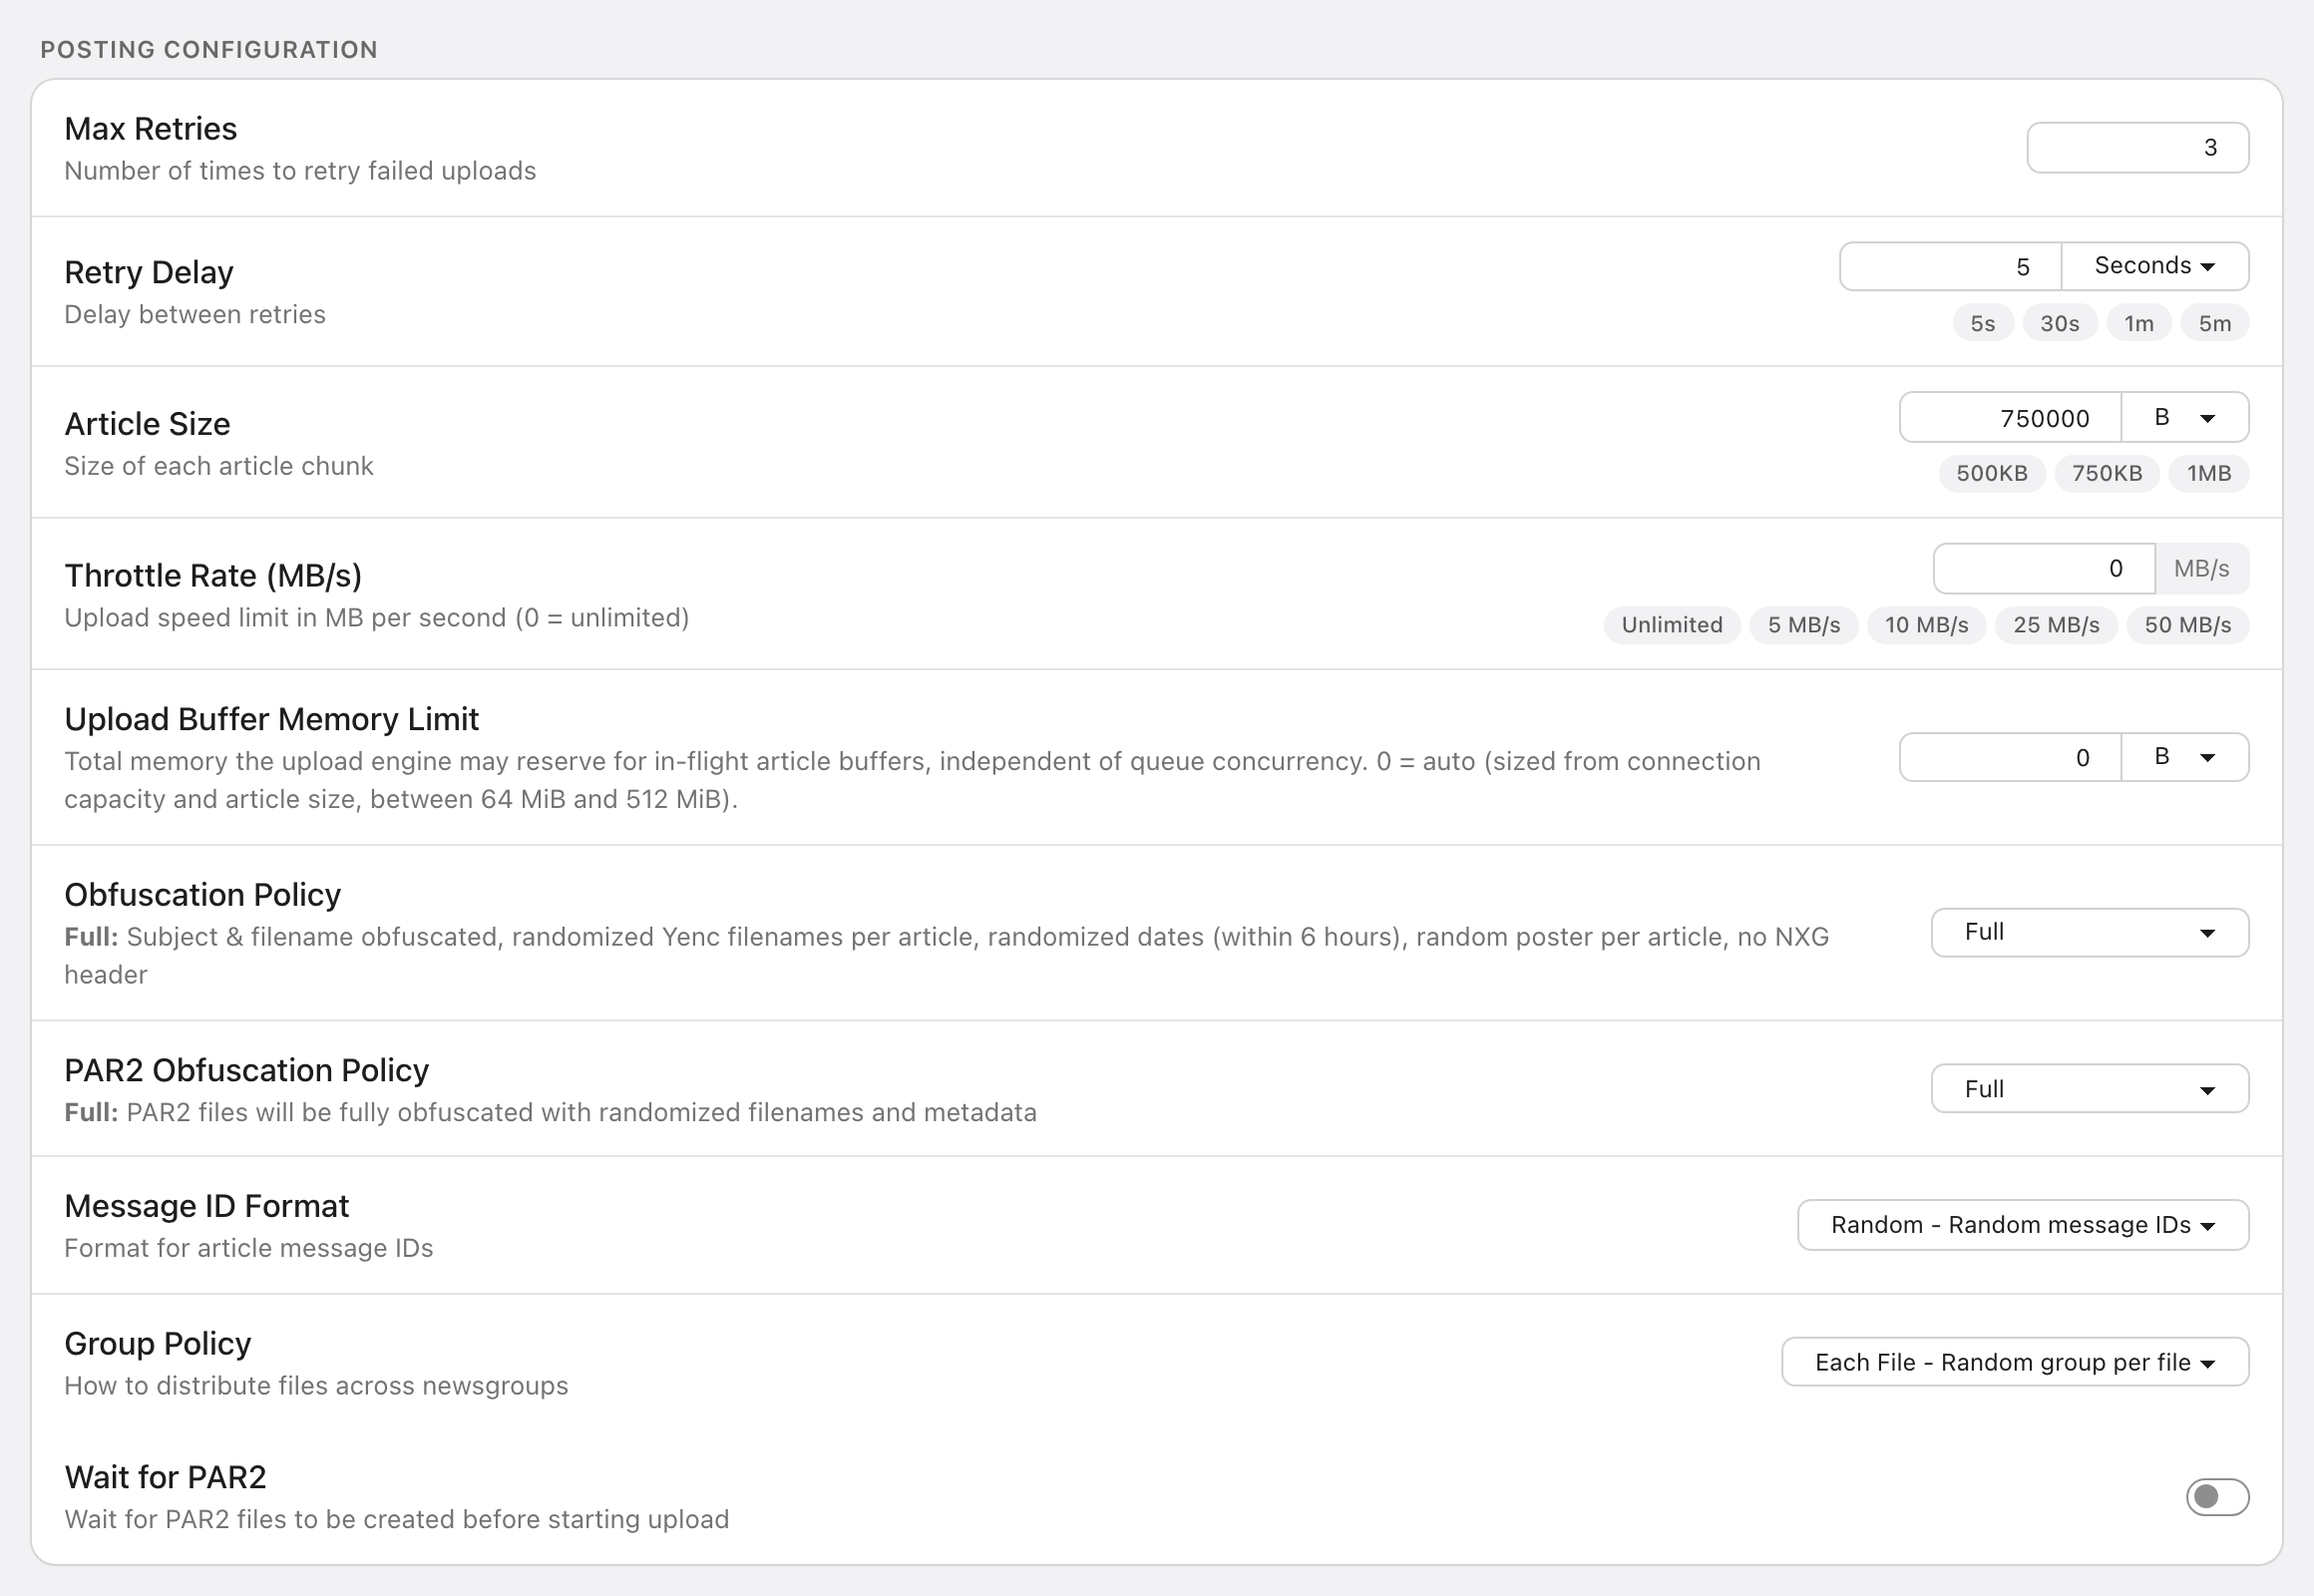 POSTING CONFIGURATION
Max Retries
Number of times to retry failed uploads
3
Retry Delay
Delay between retries
5
Seconds
5s 30s 1m 5m
Article Size
Size of each article chunk
750000
B
500KB 750KB 1MB
Throttle Rate (MB/s)
Upload speed limit in MB per second (0 = unlimited)
0
MB/s
Unlimited 5 MB/s 10 MB/s 25 MB/s 50 MB/s
Upload Buffer Memory Limit
Total memory the upload engine may reserve for in-flight article buffers, independent of queue concurrency. 0 = auto (sized from connection
capacity and article size, between 64 MiB and 512 MiB).
0
B
Obfuscation Policy
Full: Subject & filename obfuscated, randomized Yenc filenames per article, randomized dates (within 6 hours), random poster per article, no NXG
header
Full
PAR2 Obfuscation Policy
Full: PAR2 files will be fully obfuscated with randomized filenames and metadata
Full
Message ID Format
Format for article message IDs
Random - Random message IDs
Group Policy
How to distribute files across newsgroups
Each File - Random group per file
Wait for PAR2
Wait for PAR2 files to be created before starting upload